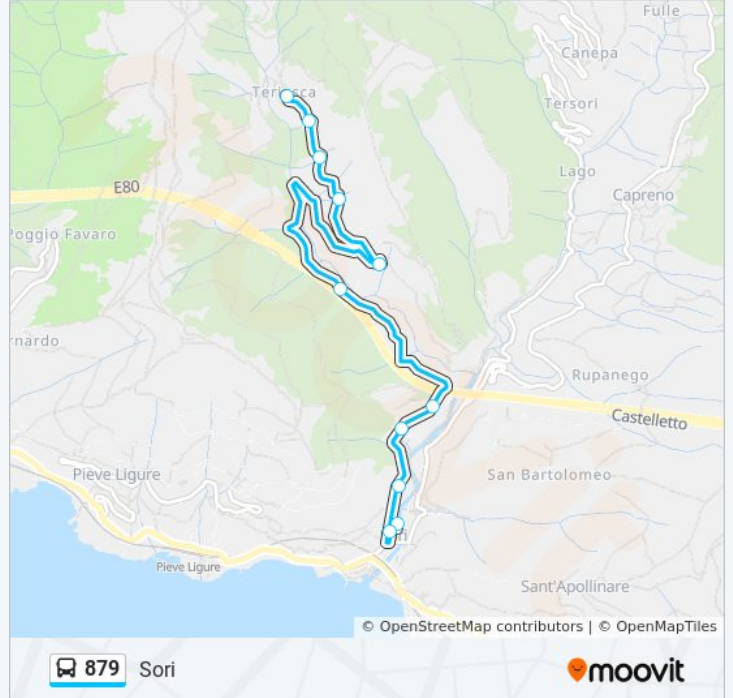 Fulle
Canepa
Teriasca
Tersori
Lago
E80
Capreno
Poggio Favaro
rnardo
Rupanego
Castelletto
Pieve Ligure
San Bartolomeo
Pieve Ligure
Sant'Apollinare
© OpenStreetMap contributors | © OpenMapTiles
879 Sori
moovit